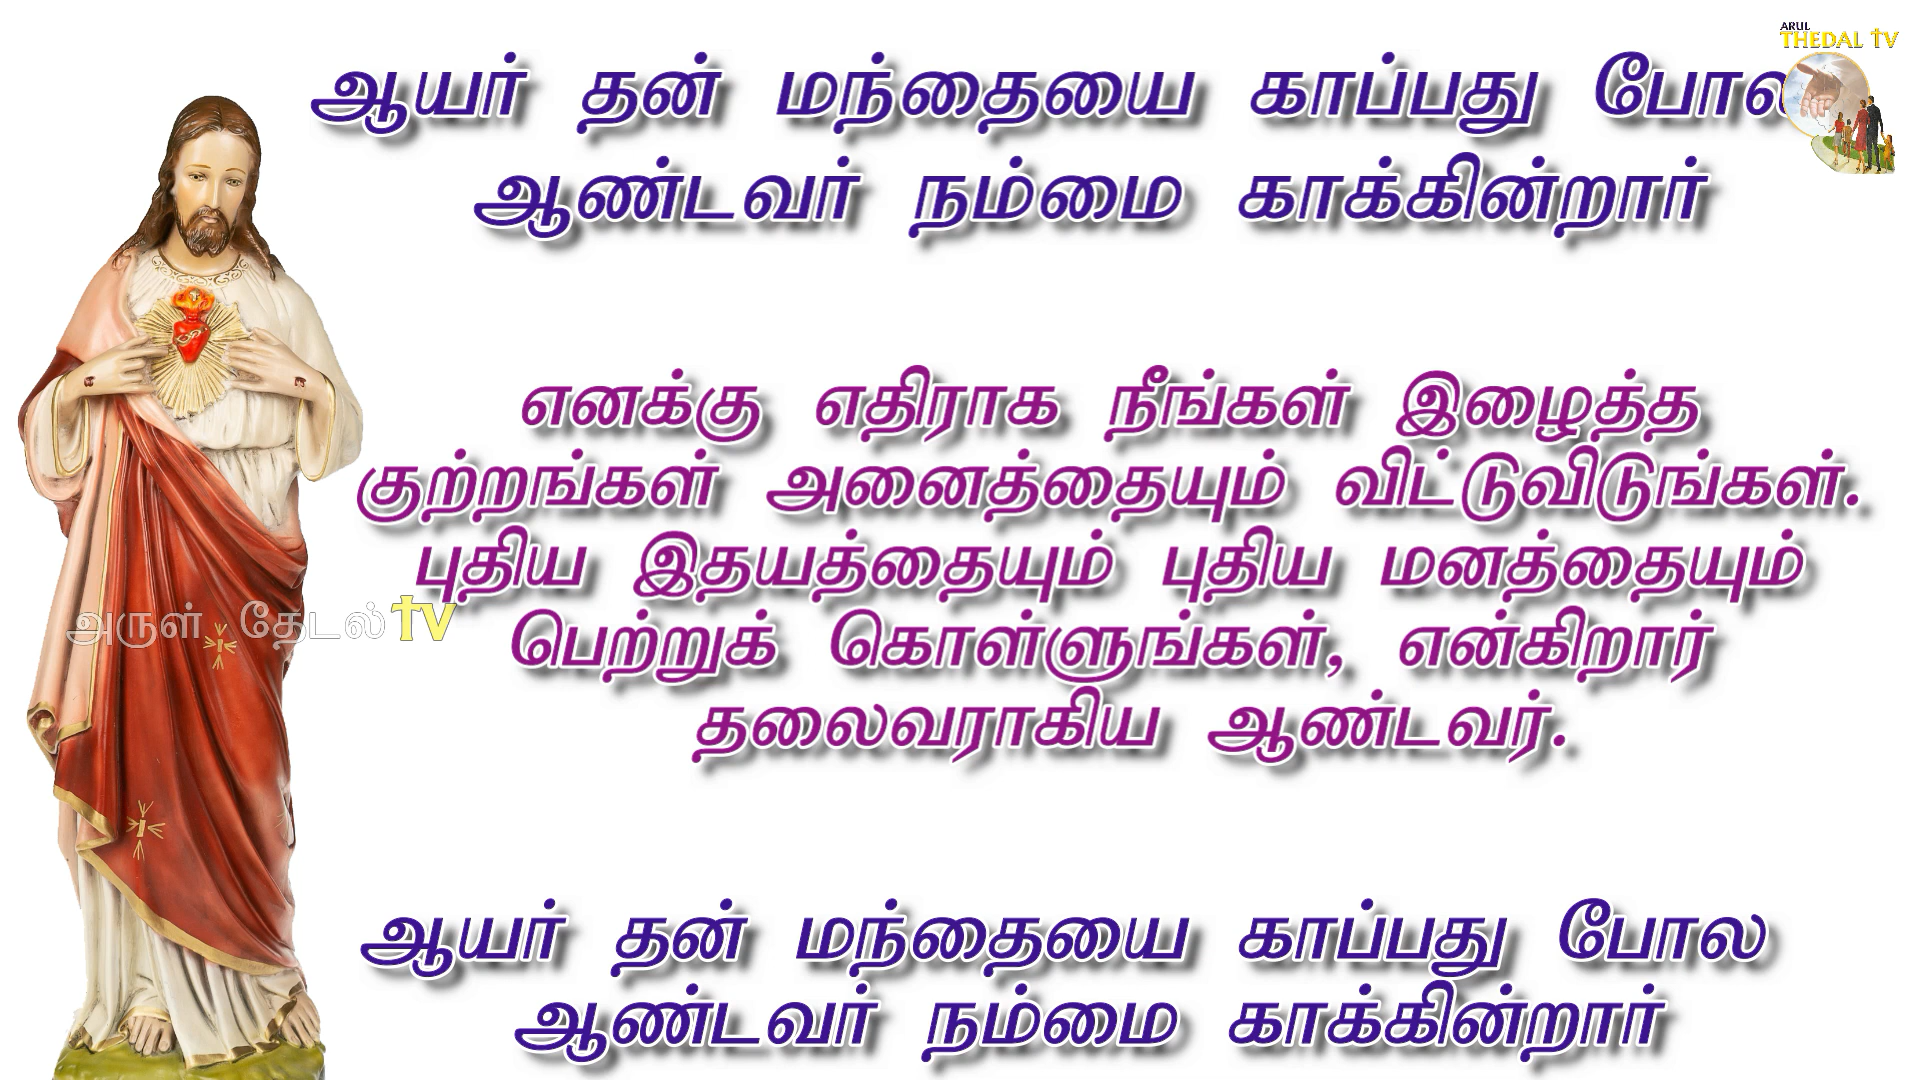 ARUL
THEDAL TV
ஆயர் தன் மந்தையை காப்பது போல
ஆண்டவர் நம்மை காக்கின்றார்
எனக்கு எதிராக நீங்கள் இழைத்த
குற்றங்கள் அனைத்தையும் விட்டுவிடுங்கள்.
புதிய இதயத்தையும் புதிய மனத்தையும்
பெற்றுக் கொள்ளுங்கள், என்கிறார்
தலைவராகிய ஆண்டவர்.
அருள் தேடல் TV
ஆயர் தன் மந்தையை காப்பது போல
ஆண்டவர் நம்மை காக்கின்றார்